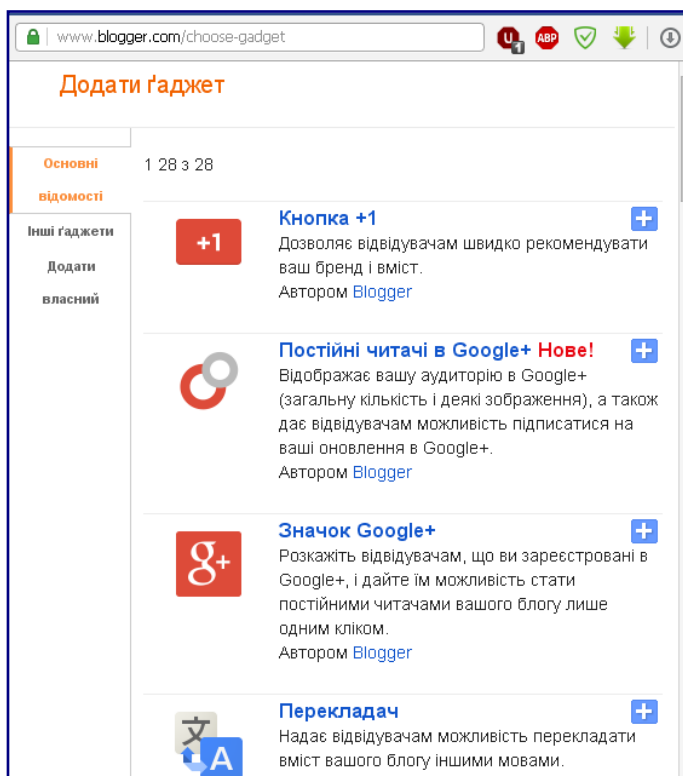 www.blogger.com/choose-gadget
1
ABP
Додати ґаджет
Основні
відомості
Інші ґаджети
Додати
власний
1 28 з 28
+1
Кнопка +1
Дозволяє відвідувачам швидко рекомендувати
ваш бренд і вміст.
Автором Blogger
Постійні читачі в Google+ Нове!
Відображає вашу аудиторію в Google+
(загальну кількість і деякі зображення), а також
дає відвідувачам можливість підписатися на
ваші оновлення в Google+.
Автором Blogger
g+
Значок Google+
Розкажіть відвідувачам, що ви зареєстровані в
Google+, і дайте їм можливість стати
постійними читачами вашого блогу лише
одним кліком.
Автором Blogger
文
A
Перекладач
Надає відвідувачам можливість перекладати
вміст вашого блогу іншими мовами.